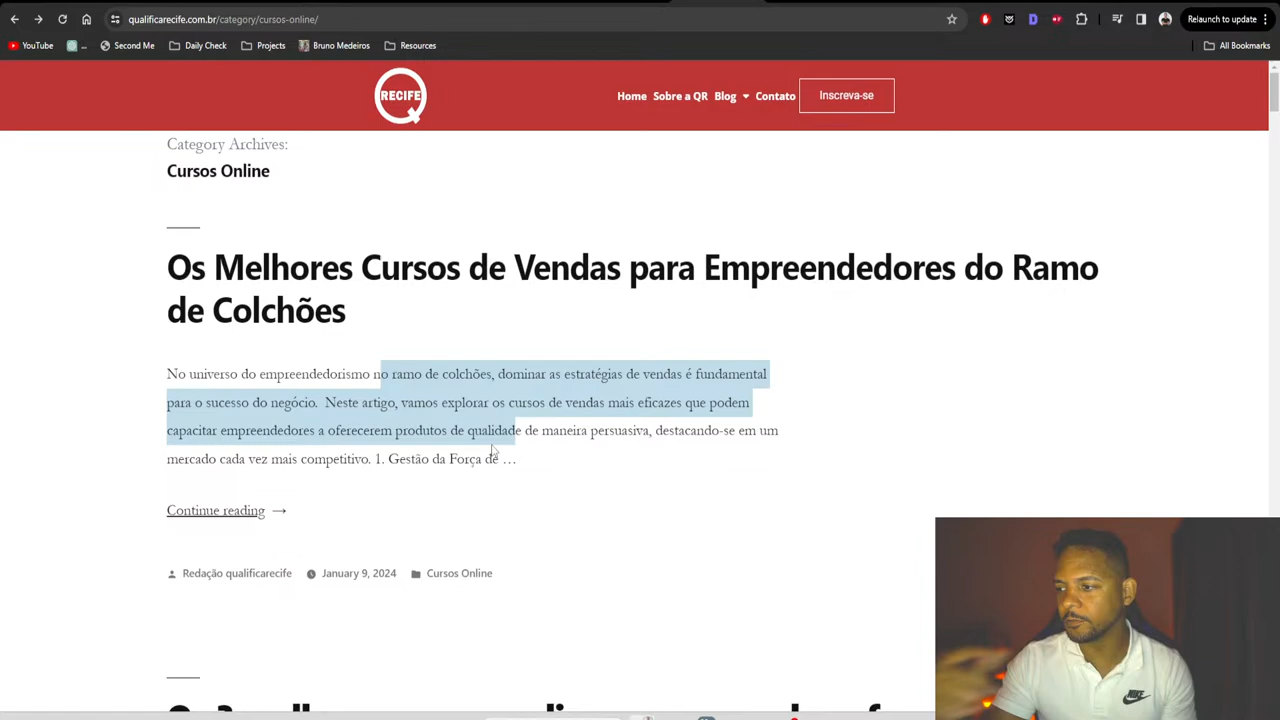 qualificarecife.com.br/category/cursos-online/
Relaunch to update
YouTube
...
Second Me
Daily Check
Projects
Bruno Medeiros
Resources
All Bookmarks
RECIFE
Home Sobre a QR Blog Contato Inscreva-se
Category Archives:
Cursos Online
Os Melhores Cursos de Vendas para Empreendedores do Ramo
de Colchões
No universo do empreendedorismo no ramo de colchões, dominar as estratégias de vendas é fundamental
para o sucesso do negócio. Neste artigo, vamos explorar os cursos de vendas mais eficazes que podem
capacitar empreendedores a oferecerem produtos de qualidade de maneira persuasiva, destacando-se em um
mercado cada vez mais competitivo. 1. Gestão da Força de …
Continue reading →
Redação qualificarecife January 9, 2024 Cursos Online